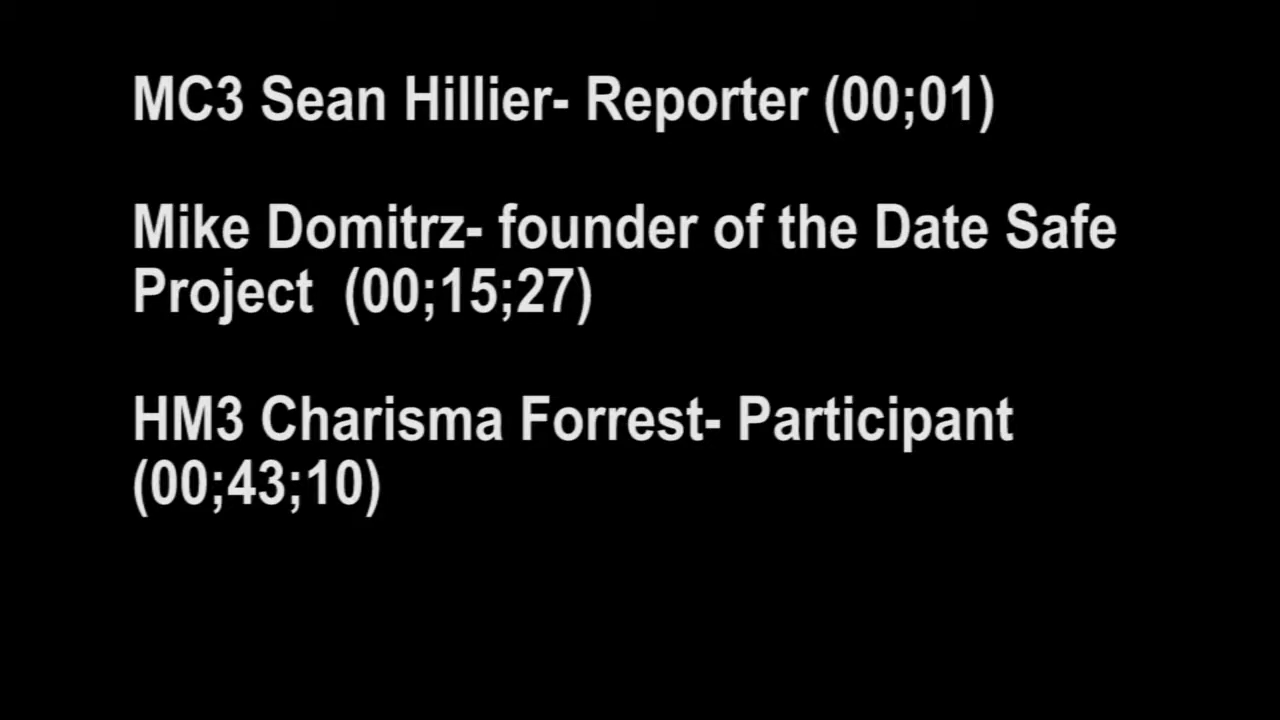 MC3 Sean Hillier- Reporter (00;01)
Mike Domitrz- founder of the Date Safe
Project  (00;15;27)
HM3 Charisma Forrest- Participant
(00;43;10)